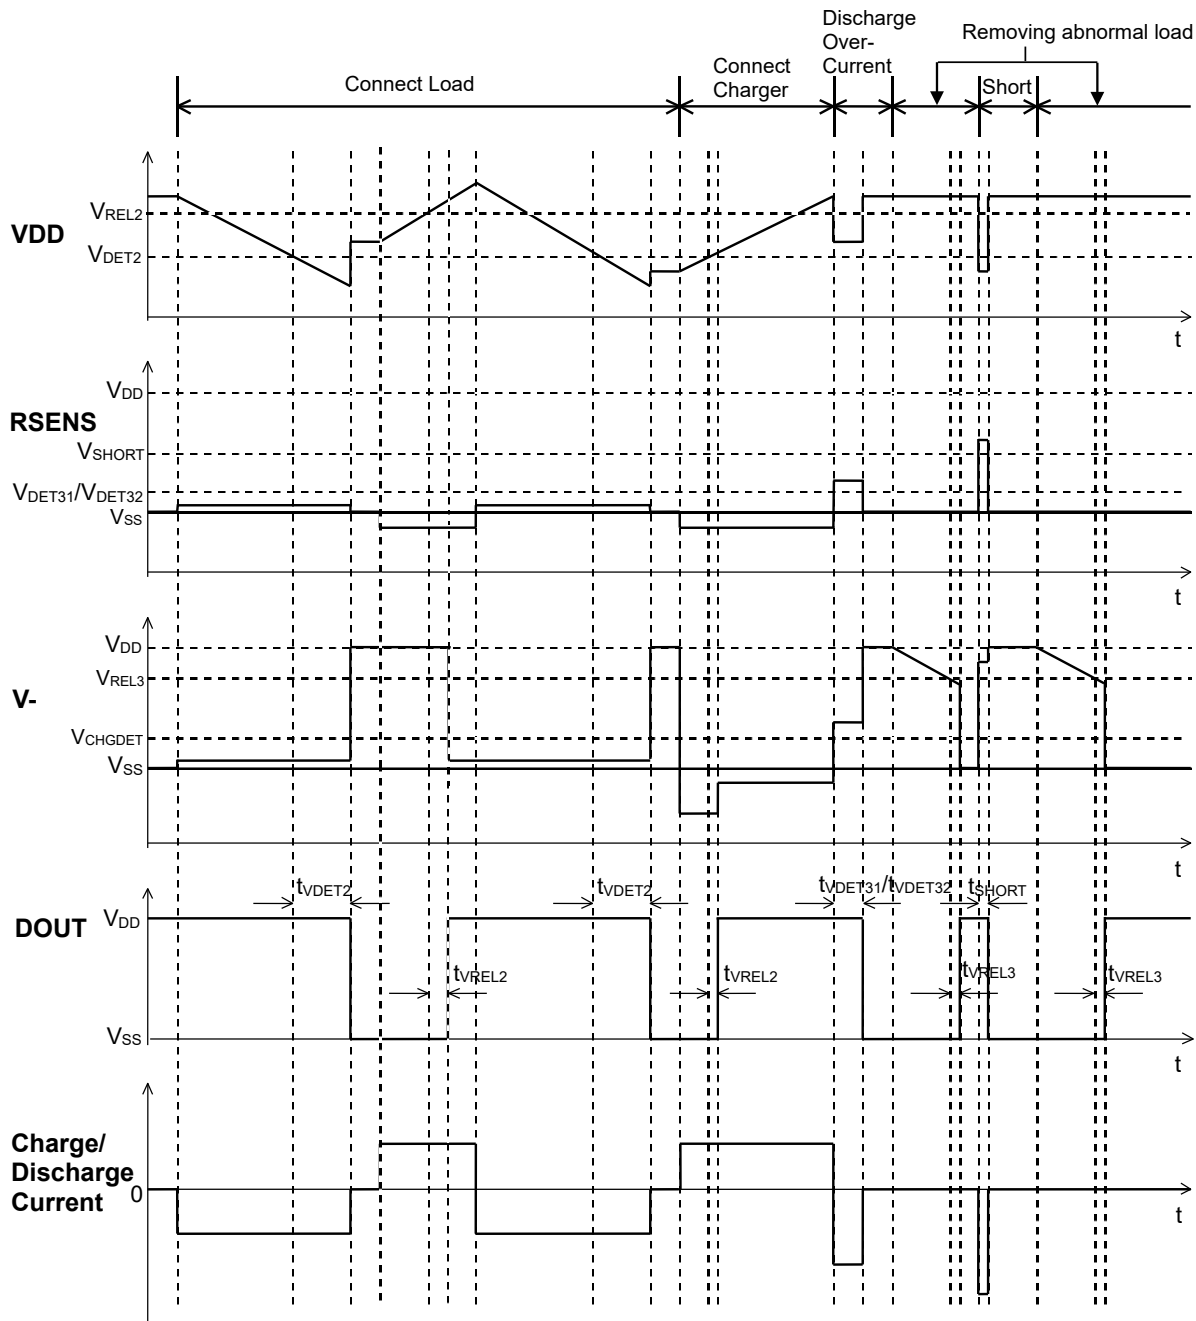 Discharge
Over-
Current
Removing abnormal load
Connect Load
Connect
Charger
Short
VREL2
VDD
VDET2
t
VDD
RSENS
VSHORT
VDET31/VDET32
VSS
t
VDD
VREL3
V-
VCHGDET
VSS
t
tVDET2
tVDET2
tVDET31/tVDET32
tSHORT
VDD
DOUT
tVREL2
tVREL2
tVREL3
tVREL3
VSS
t
Charge/
Discharge
Current
0
t